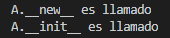 A.__new__ es llamado
A.__init__ es llamado